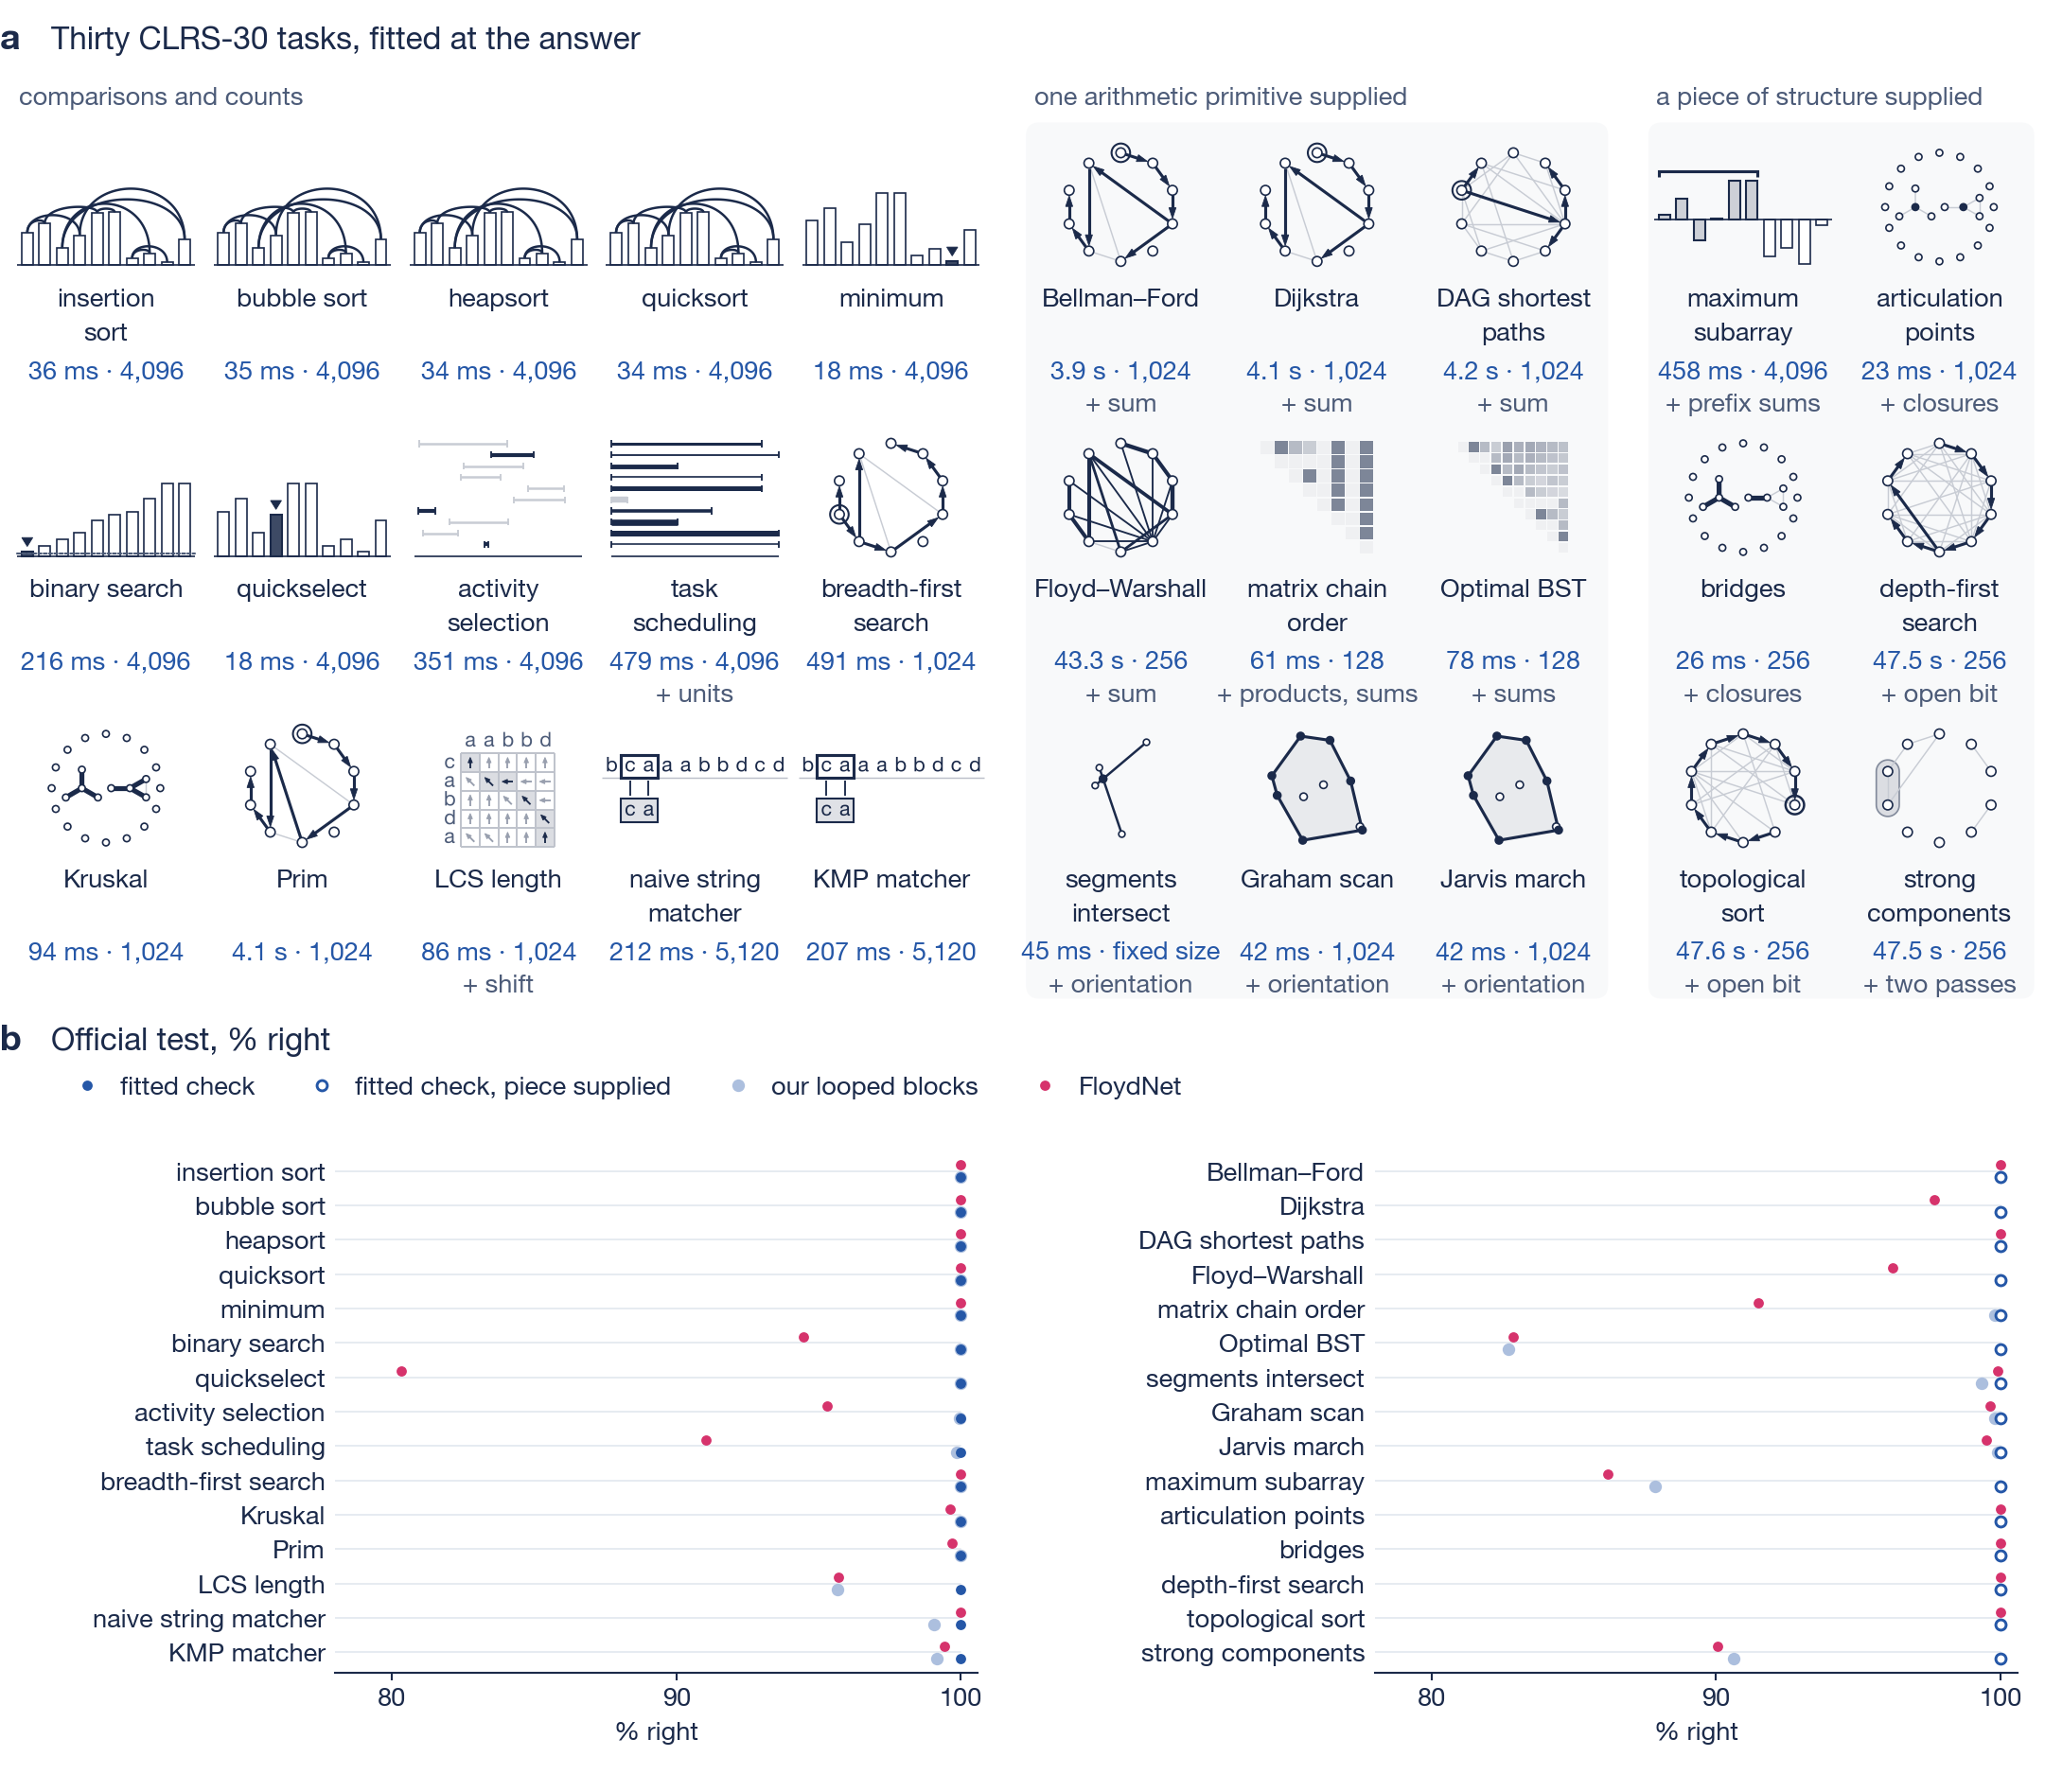 a Thirty CLRS-30 tasks, fitted at the answer
comparisons and counts
one arithmetic primitive supplied
a piece of structure supplied
insertion
sort
bubble sort
heapsort
quicksort
minimum
Bellman–Ford
Dijkstra
DAG shortest
paths
maximum
subarray
articulation
points
36 ms · 4,096
35 ms · 4,096
34 ms · 4,096
34 ms · 4,096
18 ms · 4,096
3.9 s · 1,024
4.1 s · 1,024
4.2 s · 1,024
458 ms · 4,096
23 ms · 1,024
+ sum
+ sum
+ sum
+ prefix sums
+ closures
binary search
quickselect
activity
selection
task
scheduling
breadth-first
search
Floyd–Warshall
matrix chain
order
Optimal BST
bridges
depth-first
search
216 ms · 4,096
18 ms · 4,096
351 ms · 4,096
479 ms · 4,096
491 ms · 1,024
43.3 s · 256
61 ms · 128
78 ms · 128
26 ms · 256
47.5 s · 256
+ units
+ sum
+ products, sums
+ sums
+ closures
+ open bit
a a b b d
c
a
b
d
a
b c a a a b b d c d
c a
b c a a a b b d c d
c a
Kruskal
Prim
LCS length
naive string
matcher
KMP matcher
segments
intersect
Graham scan
Jarvis march
topological
sort
strong
components
94 ms · 1,024
4.1 s · 1,024
86 ms · 1,024
212 ms · 5,120
207 ms · 5,120
45 ms · fixed size
42 ms · 1,024
42 ms · 1,024
47.6 s · 256
47.5 s · 256
+ shift
+ orientation
+ orientation
+ orientation
+ open bit
+ two passes
b Official test, % right
fitted check
fitted check, piece supplied
our looped blocks
FloydNet
insertion sort
bubble sort
heapsort
quicksort
minimum
binary search
quickselect
activity selection
task scheduling
breadth-first search
Kruskal
Prim
LCS length
naive string matcher
KMP matcher
80 90 100
% right
Bellman–Ford
Dijkstra
DAG shortest paths
Floyd–Warshall
matrix chain order
Optimal BST
segments intersect
Graham scan
Jarvis march
maximum subarray
articulation points
bridges
depth-first search
topological sort
strong components
80 90 100
% right